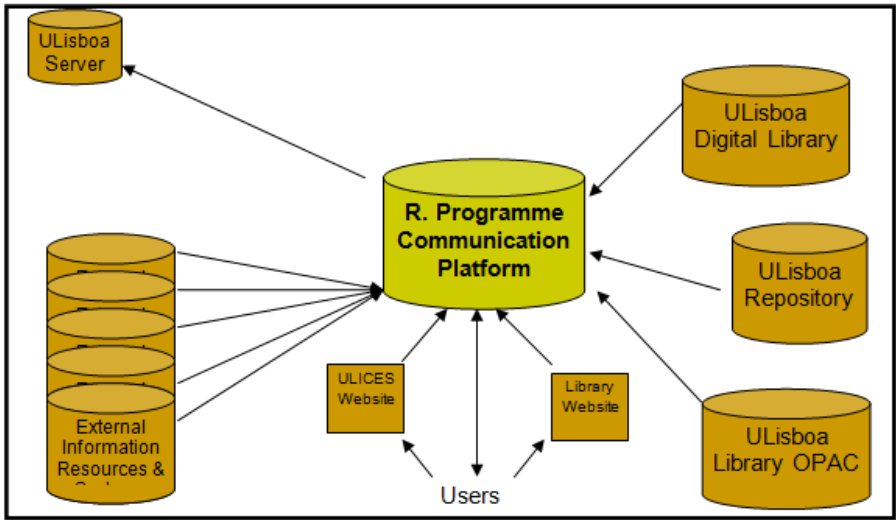 ULisboa
Server
ULisboa
Digital Library
R. Programme
Communication
Platform
ULisboa
Repository
ULICES
Website
Library
Website
External
Information
Resources &
ULisboa
Library OPAC
Users